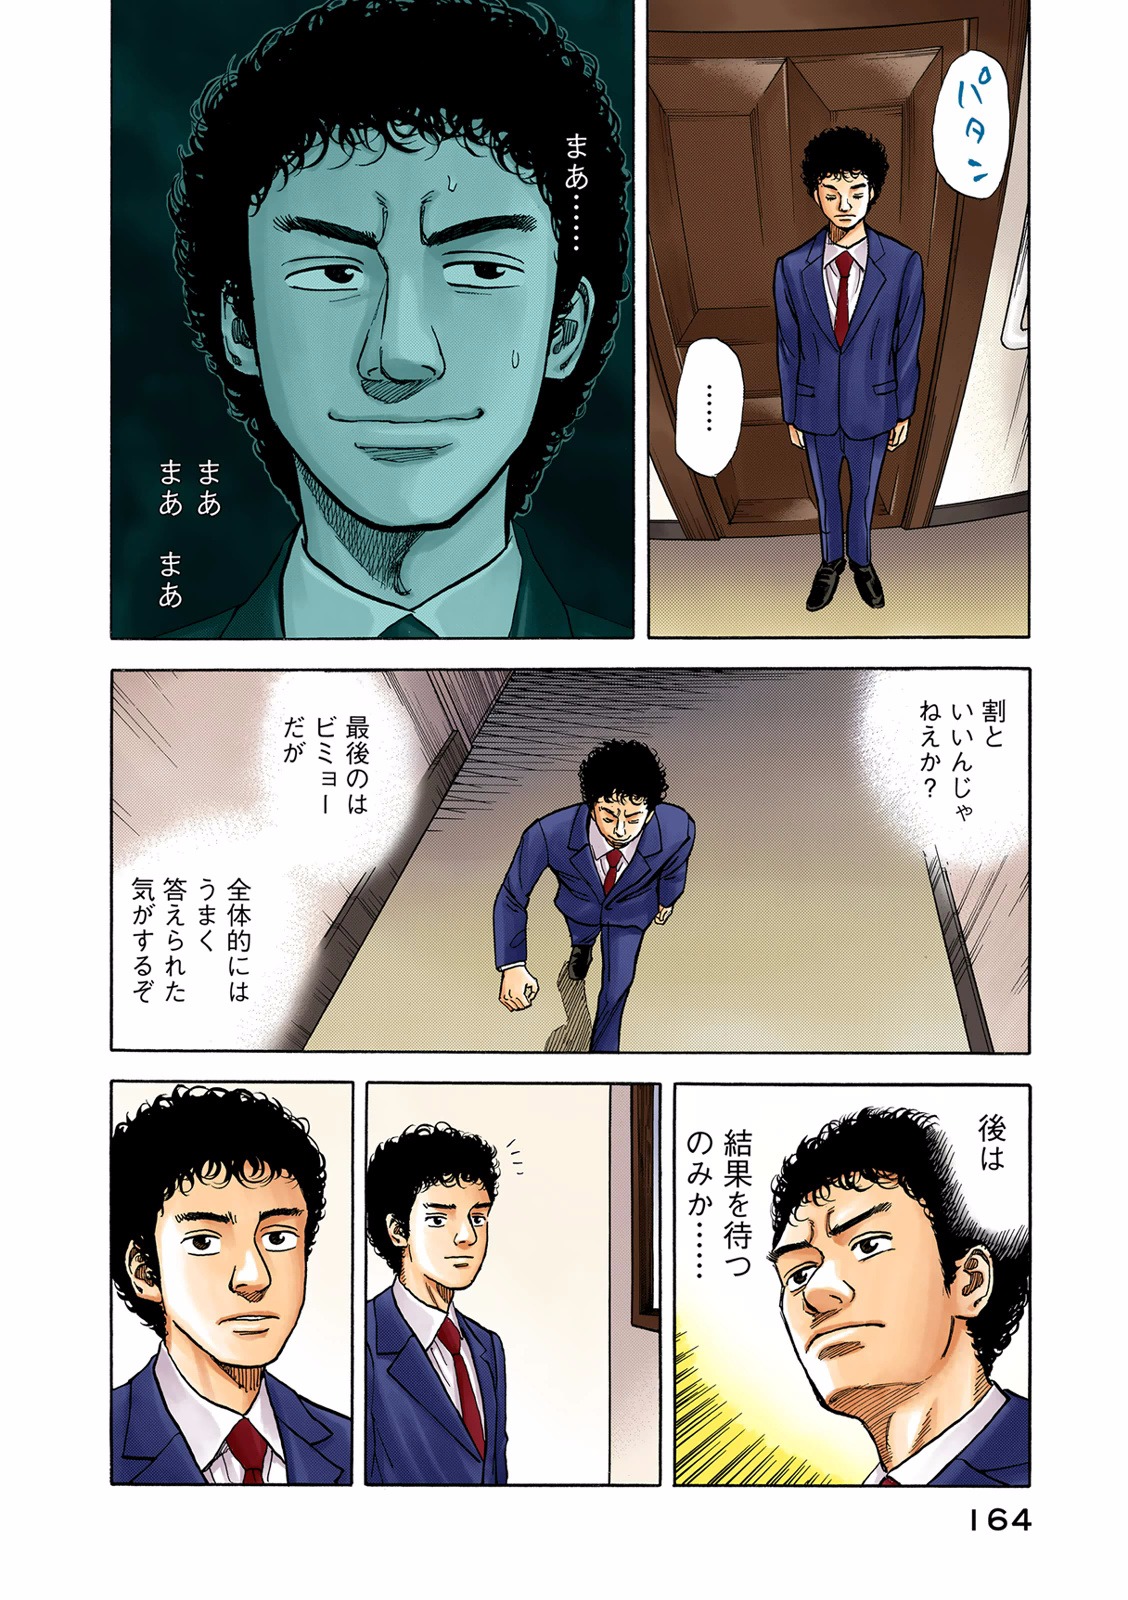 パタン
……
まあ……
まあ
まあ まあ
割と
いいんじゃ
ねえか？
最後のは
ビミョー
だが
全体的には
うまく
答えられた
気がするぞ
後は
結果を待つ
のみか……
164